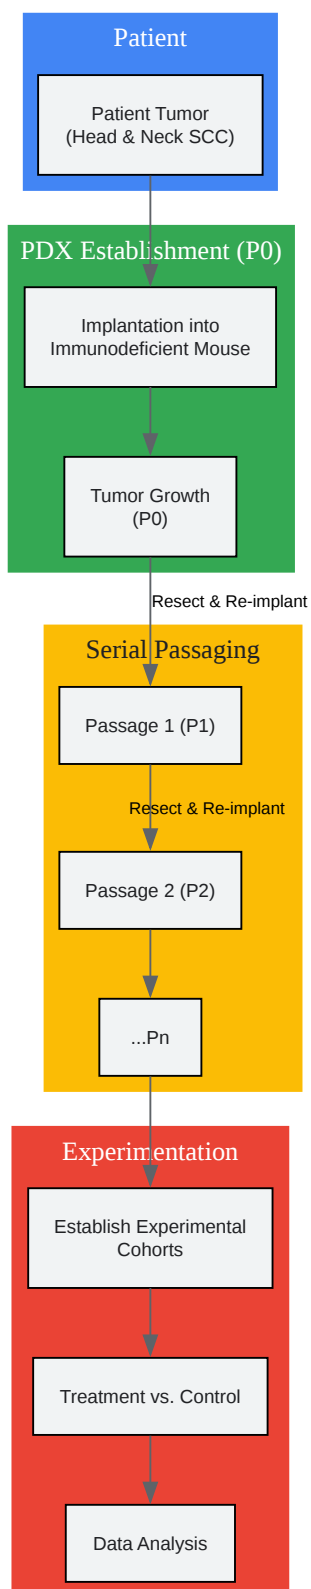 Patient
Patient Tumor
(Head & Neck SCC)
PDX Establishment (P0)
Implantation into
Immunodeficient Mouse
Tumor Growth
(P0)
Resect & Re-implant
Serial Passaging
Passage 1 (P1)
Resect & Re-implant
Passage 2 (P2)
...Pn
Experimentation
Establish Experimental
Cohorts
Treatment vs. Control
Data Analysis